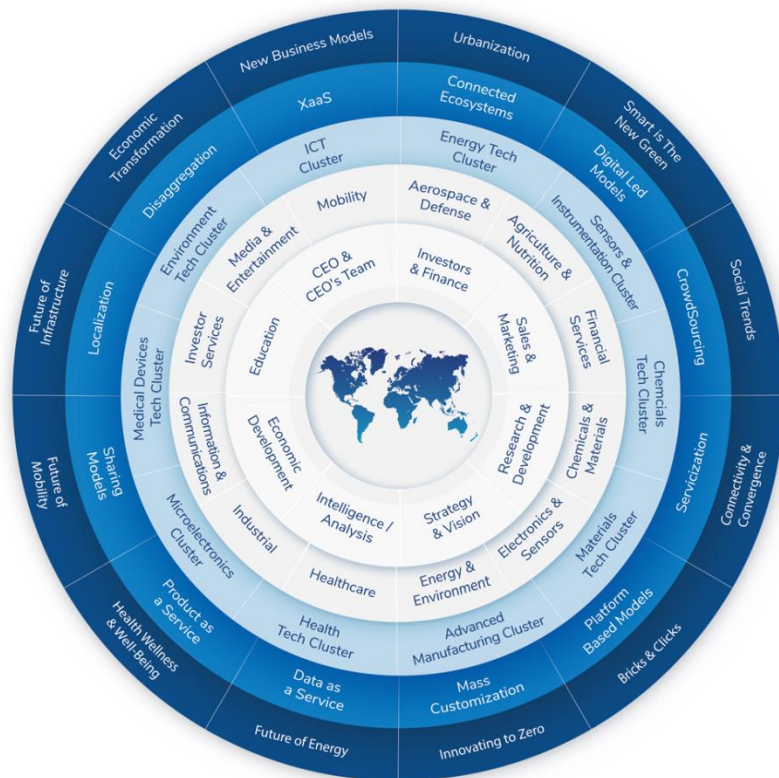 New Business Models
Urbanization
Smart is The
New Green
Social Trends
Connectivity &
Convergence
Bricks & Clicks
Innovating to Zero
Future of Energy
Health Wellness
& Well-Being
Future of
Mobility
Future of
Infrastructure
Economic
Transformation
XaaS
Connected
Ecosystems
Digital Led
Models
CrowdSourcing
Servicization
Platform
Based Models
Mass
Customization
Data as
a Service
Product as
a Service
Sharing
Models
Localization
Disaggregation
ICT
Cluster
Energy Tech
Cluster
Sensors &
Instrumentation Cluster
Chemcials
Tech Cluster
Materials
Tech Cluster
Advanced
Manufacturing Cluster
Health
Tech Cluster
Microelectronics
Cluster
Medical Devices
Tech Cluster
Environment
Tech Cluster
Mobility
Aerospace &
Defense
Agriculture &
Nutrition
Financial
Services
Chemicals
& Materials
Electronics &
Sensors
Energy &
Environment
Healthcare
Industrial
Information &
Communications
Investor
Services
Media &
Entertainment
CEO &
CEO's Team
Investors
& Finance
Sales &
Marketing
Research &
Development
Strategy
& Vision
Intelligence /
Analysis
Economic
Development
Education